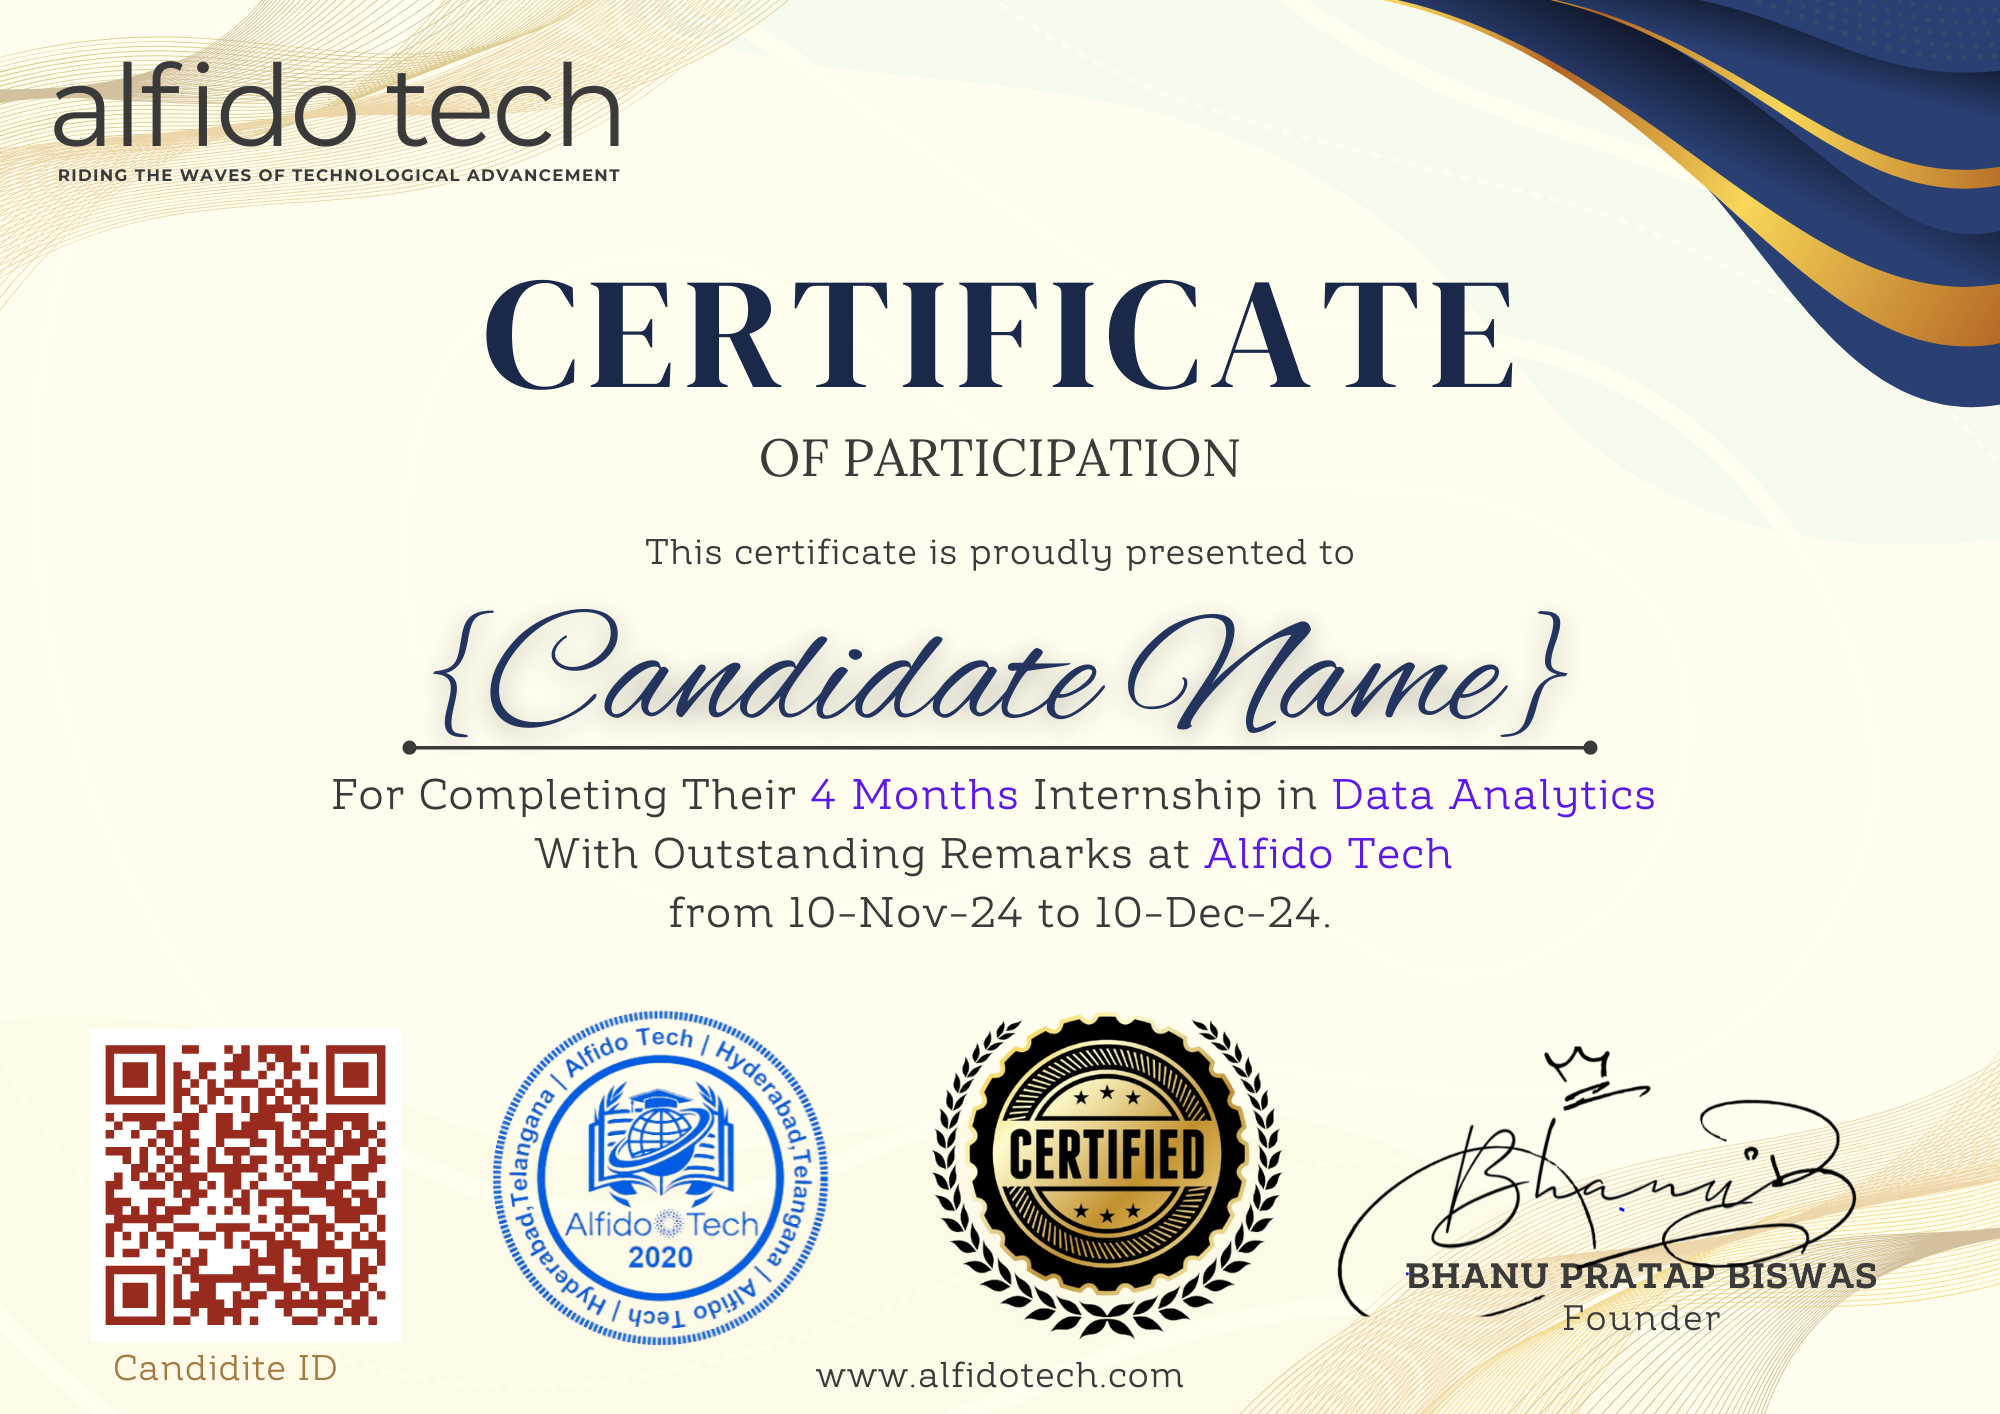 alfido tech
RIDING THE WAVES OF TECHNOLOGICAL ADVANCEMENT
CERTIFICATE
OF PARTICIPATION
This certificate is proudly presented to
{Candidate Name}
For Completing Their 4 Months Internship in Data Analytics
With Outstanding Remarks at Alfido Tech
from 10-Nov-24 to 10-Dec-24.
Candidite ID
Alfido Tech | Hyderabad,Telangana | Alfido Tech | Hyderabad,Telangana |
Alfido Tech
2020
CERTIFIED
Bhanu B
BHANU PRATAP BISWAS
Founder
www.alfidotech.com